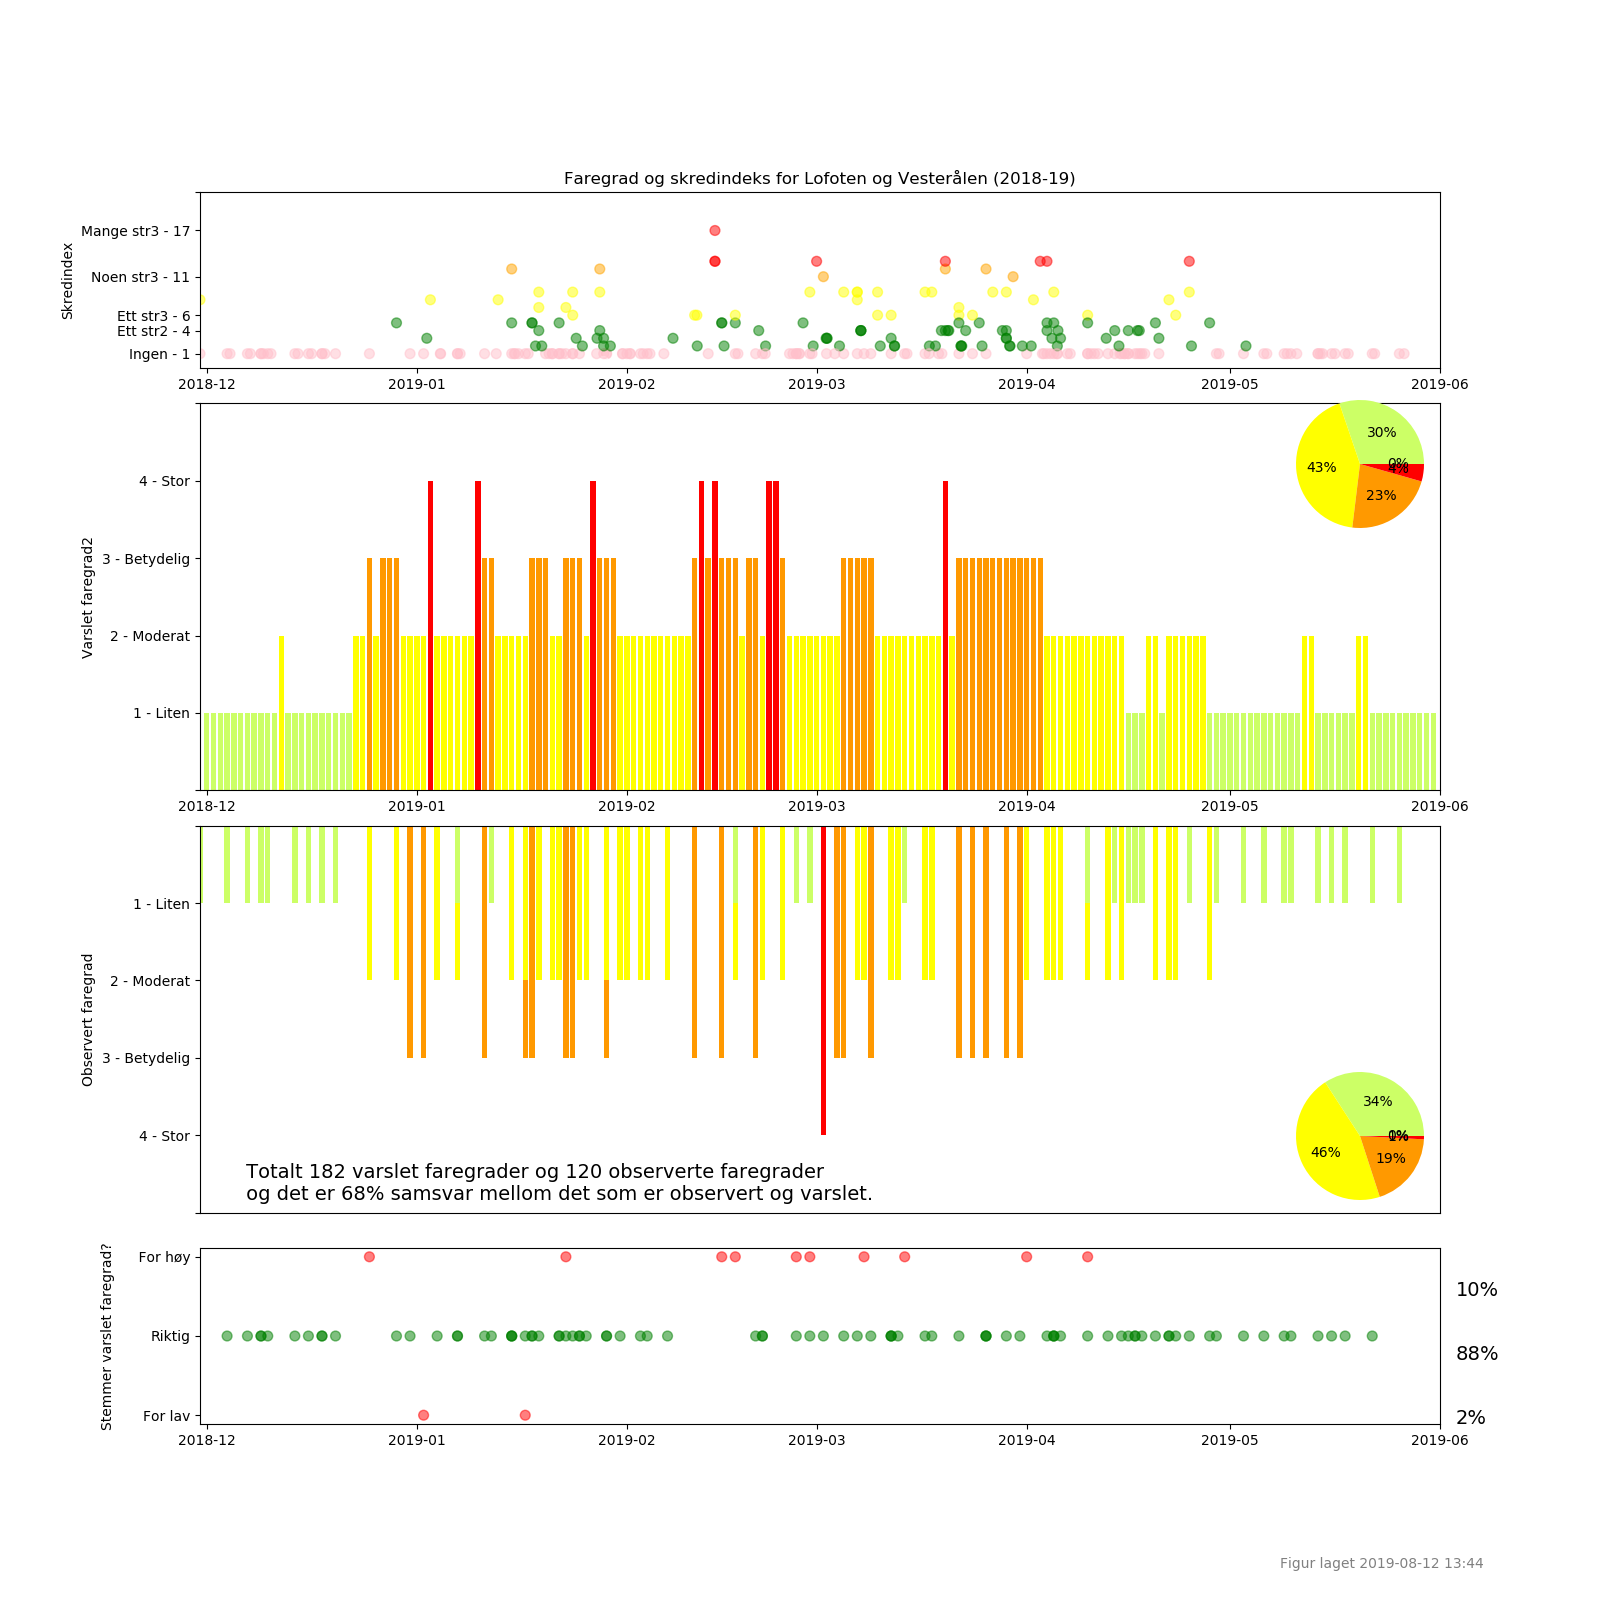 Faregrad og skredindeks for Lofoten og Vesterålen (2018-19)
Skredindex
Mange str3 - 17
Noen str3 - 11
Ett str3 - 6
Ett str2 - 4
Ingen - 1
2018-12 2019-01 2019-02 2019-03 2019-04 2019-05 2019-06
Varslet faregrad2
4 - Stor
3 - Betydelig
2 - Moderat
1 - Liten
30%
43%
0%
4%
23%
2018-12 2019-01 2019-02 2019-03 2019-04 2019-05 2019-06
Observert faregrad
1 - Liten
2 - Moderat
3 - Betydelig
4 - Stor
34%
46%
0%
1%
19%
Totalt 182 varslet faregrader og 120 observerte faregrader
og det er 68% samsvar mellom det som er observert og varslet.
Stemmer varslet faregrad?
For høy
Riktig
For lav
10%
88%
2%
2018-12 2019-01 2019-02 2019-03 2019-04 2019-05 2019-06
Figur laget 2019-08-12 13:44